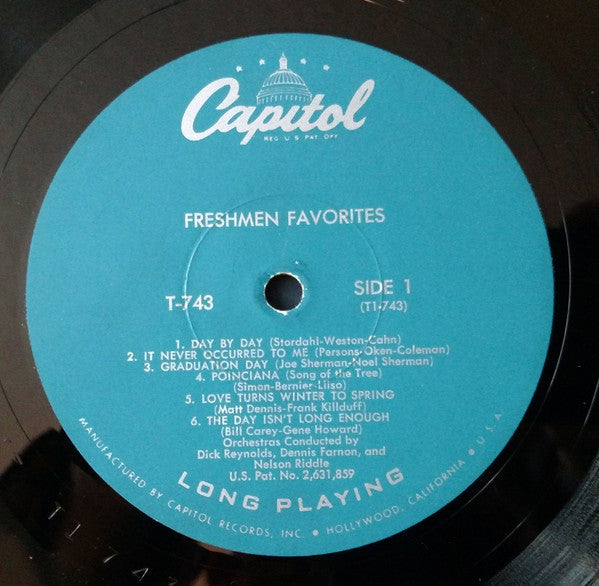 Capitol
REG. U.S. PAT. OFF.
FRESHMEN FAVORITES
T-743
SIDE 1
(T1-743)
1. DAY BY DAY (Stordahl-Weston-Cahn)
2. IT NEVER OCCURRED TO ME (Persons-Oken-Coleman)
3. GRADUATION DAY (Joe Sherman-Noel Sherman)
4. POINCIANA (Song of the Tree)
(Simon-Bernier-Liiso)
5. LOVE TURNS WINTER TO SPRING
(Matt Dennis-Frank Killduff)
6. THE DAY ISN'T LONG ENOUGH
(Bill Carey-Gene Howard)
Orchestras Conducted by
Dick Reynolds, Dennis Farnon, and
Nelson Riddle
U.S. Pat. No. 2,631,859
LONG PLAYING
MANUFACTURED BY CAPITOL RECORDS, INC. • HOLLYWOOD, CALIFORNIA • U.S.A.